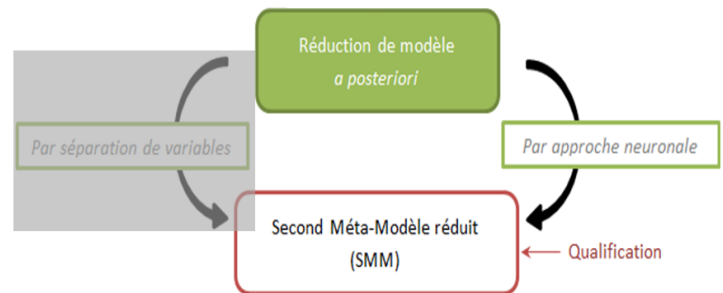 Réduction de modèle
a posteriori
Par séparation de variables
Par approche neuronale
Second Méta-Modèle réduit
(SMM)
Qualification